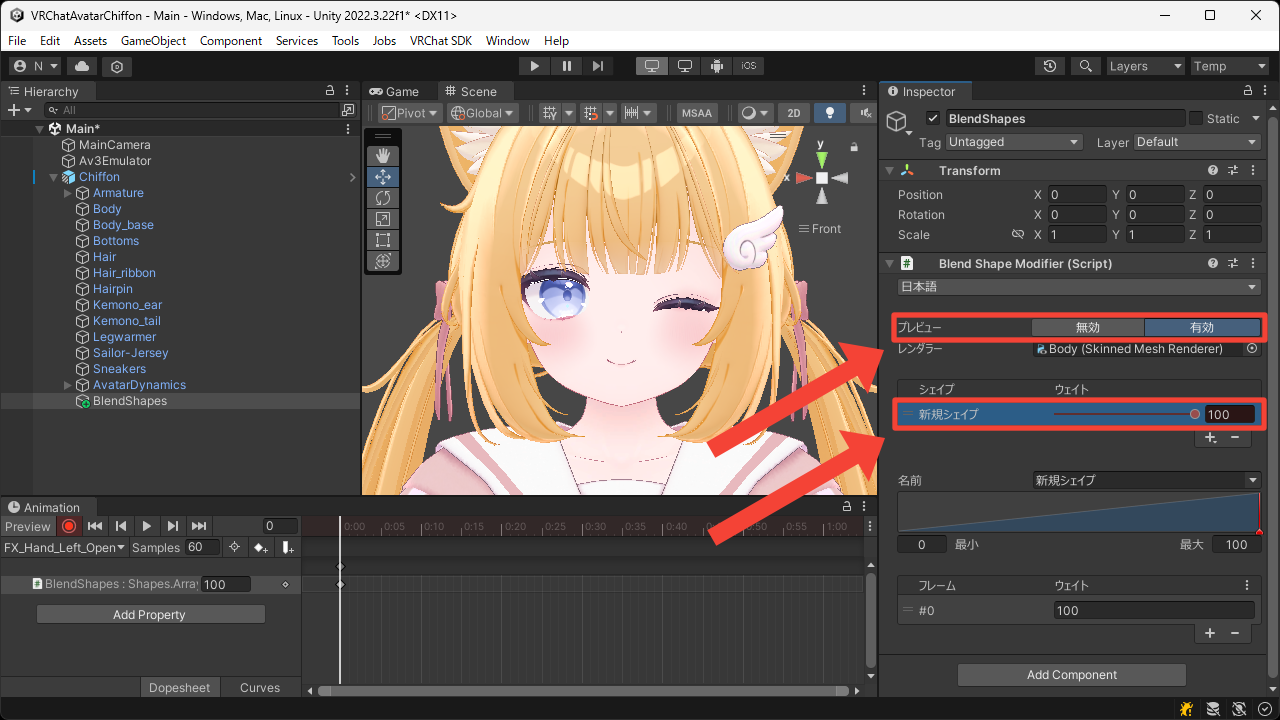 VRChatAvatarChiffon - Main - Windows, Mac, Linux - Unity 2022.3.22f1* <DX11>
File Edit Assets GameObject Component Services Tools Jobs VRChat SDK Window Help
N iOS Layers Temp
Hierarchy
All
Main*
MainCamera
Av3Emulator
Chiffon
Armature
Body
Body_base
Bottoms
Hair
Hair_ribbon
Hairpin
Kemono_ear
Kemono_tail
Legwarmer
Sailor-Jersey
Sneakers
AvatarDynamics
BlendShapes
Game Scene
Pivot Global MSAA 2D
y
x
Front
Inspector
BlendShapes Static
Tag Untagged Layer Default
Transform
Position X 0 Y 0 Z 0
Rotation X 0 Y 0 Z 0
Scale X 1 Y 1 Z 1
# Blend Shape Modifier (Script)
日本語
プレビュー 無効 有効
レンダラー Body (Skinned Mesh Renderer)
シェイプ ウェイト
新規シェイプ 100
名前 新規シェイプ
0 最小 最大 100
フレーム ウェイト
#0 100
Add Component
Animation
Preview 0 0:00 0:05 0:10 0:15 0:20 0:25 0:30 0:35 0:40 0:45 0:50 0:55 1:00
FX_Hand_Left_Open Samples 60
# BlendShapes : Shapes.Array 100
Add Property
Dopesheet Curves